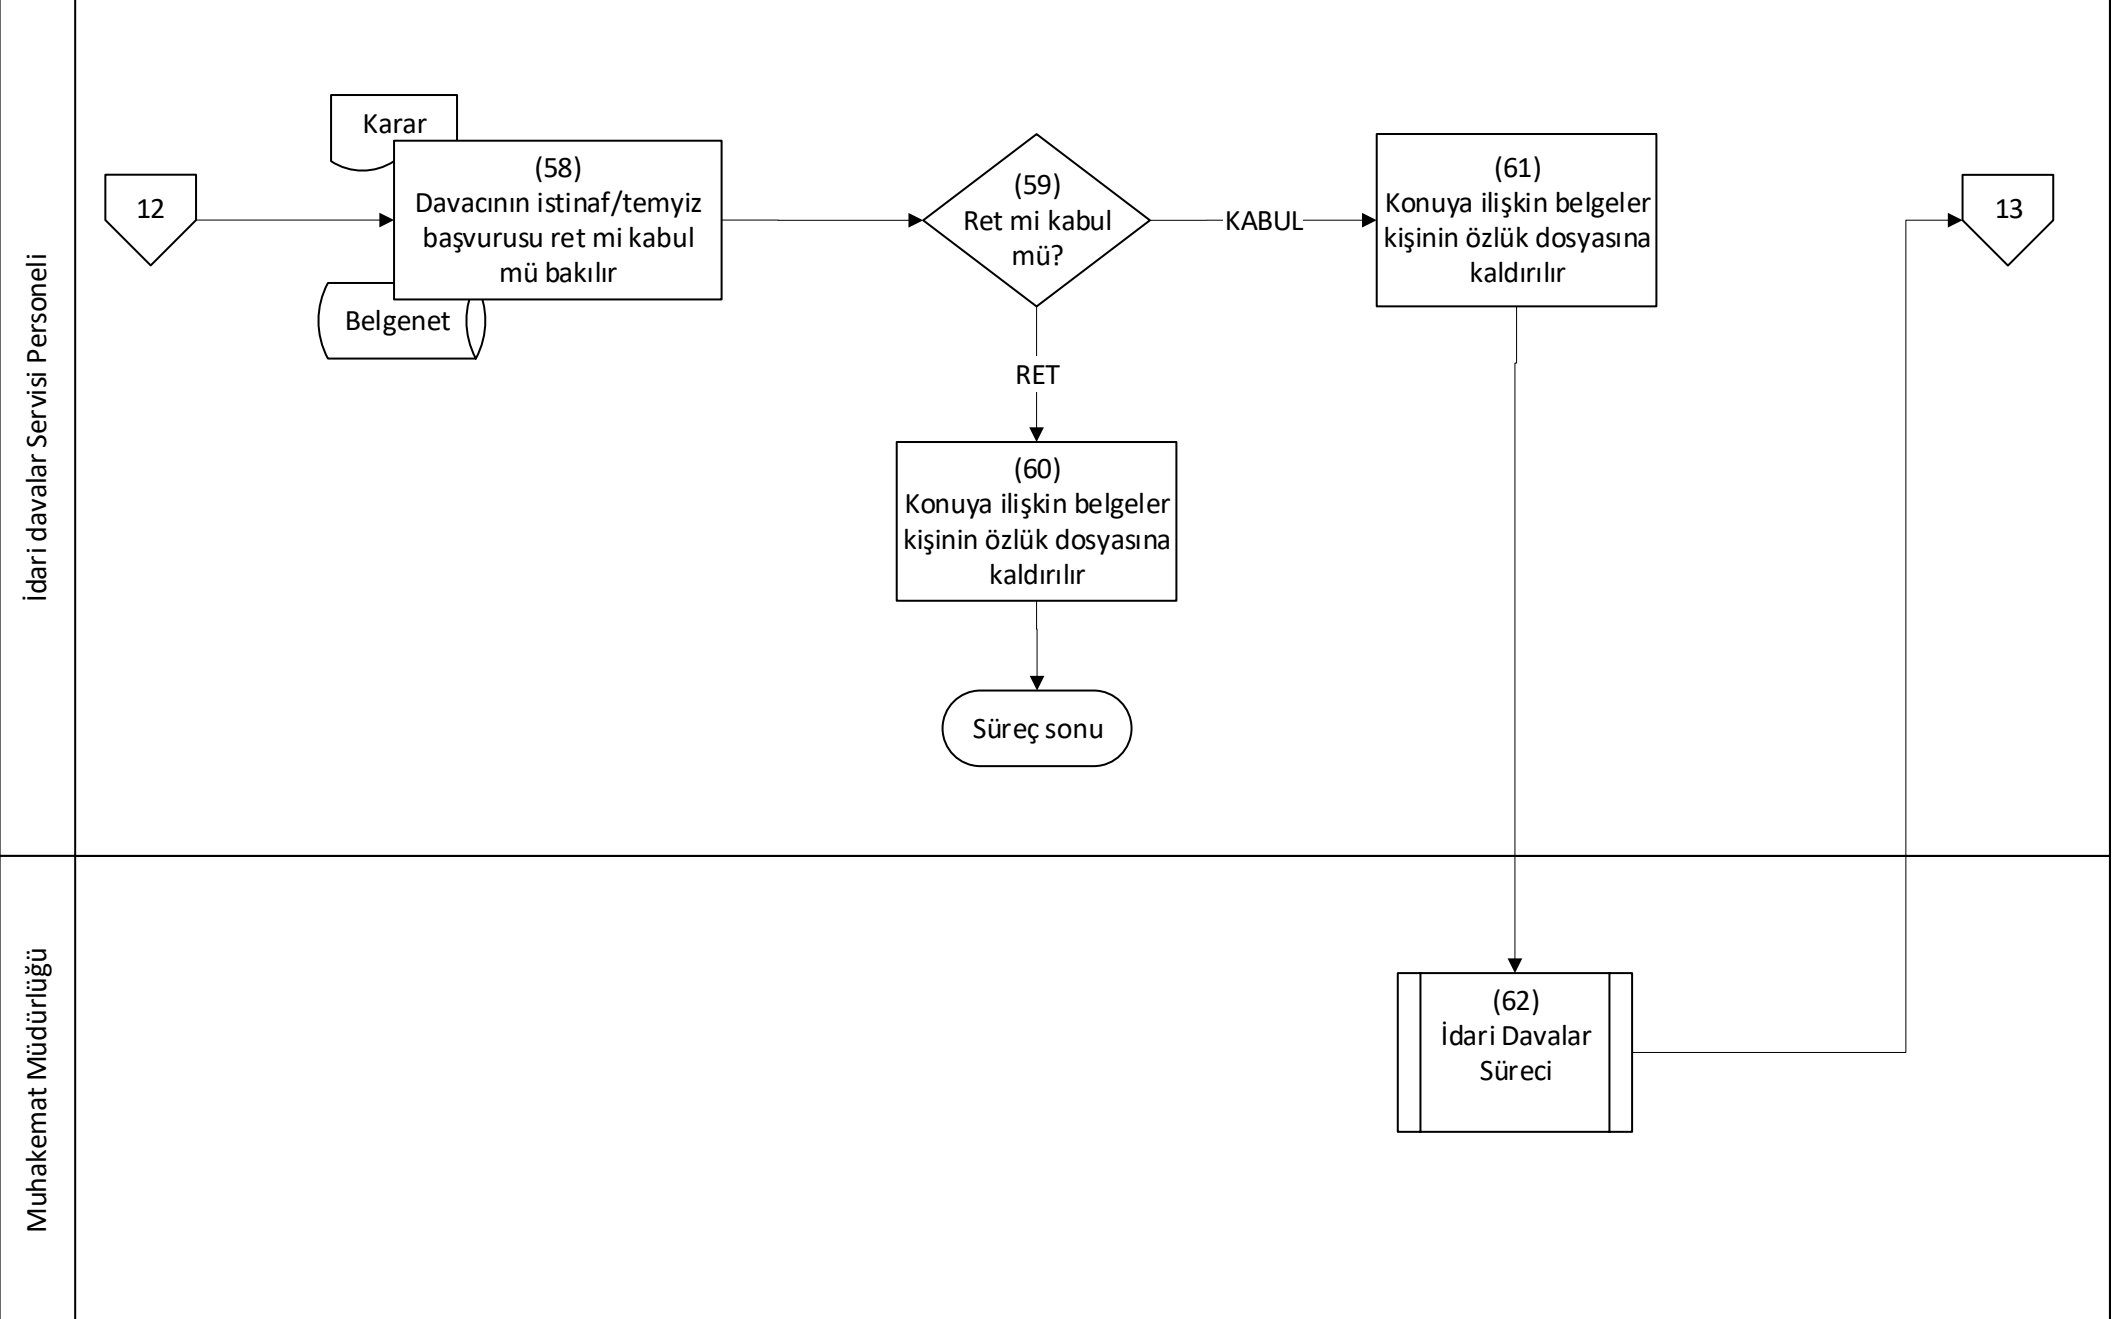 İdari davalar Servisi Personeli
12
Karar
(58)
Davacının istinaf/temyiz
başvurusu ret mi kabul
mü bakılır
Belgenet
(59)
Ret mi kabul
mü?
KABUL
(61)
Konuya ilişkin belgeler
kişinin özlük dosyasına
kaldırılır
13
RET
(60)
Konuya ilişkin belgeler
kişinin özlük dosyasına
kaldırılır
Süreç sonu
Muhakemat Müdürlüğü
(62)
İdari Davalar
Süreci